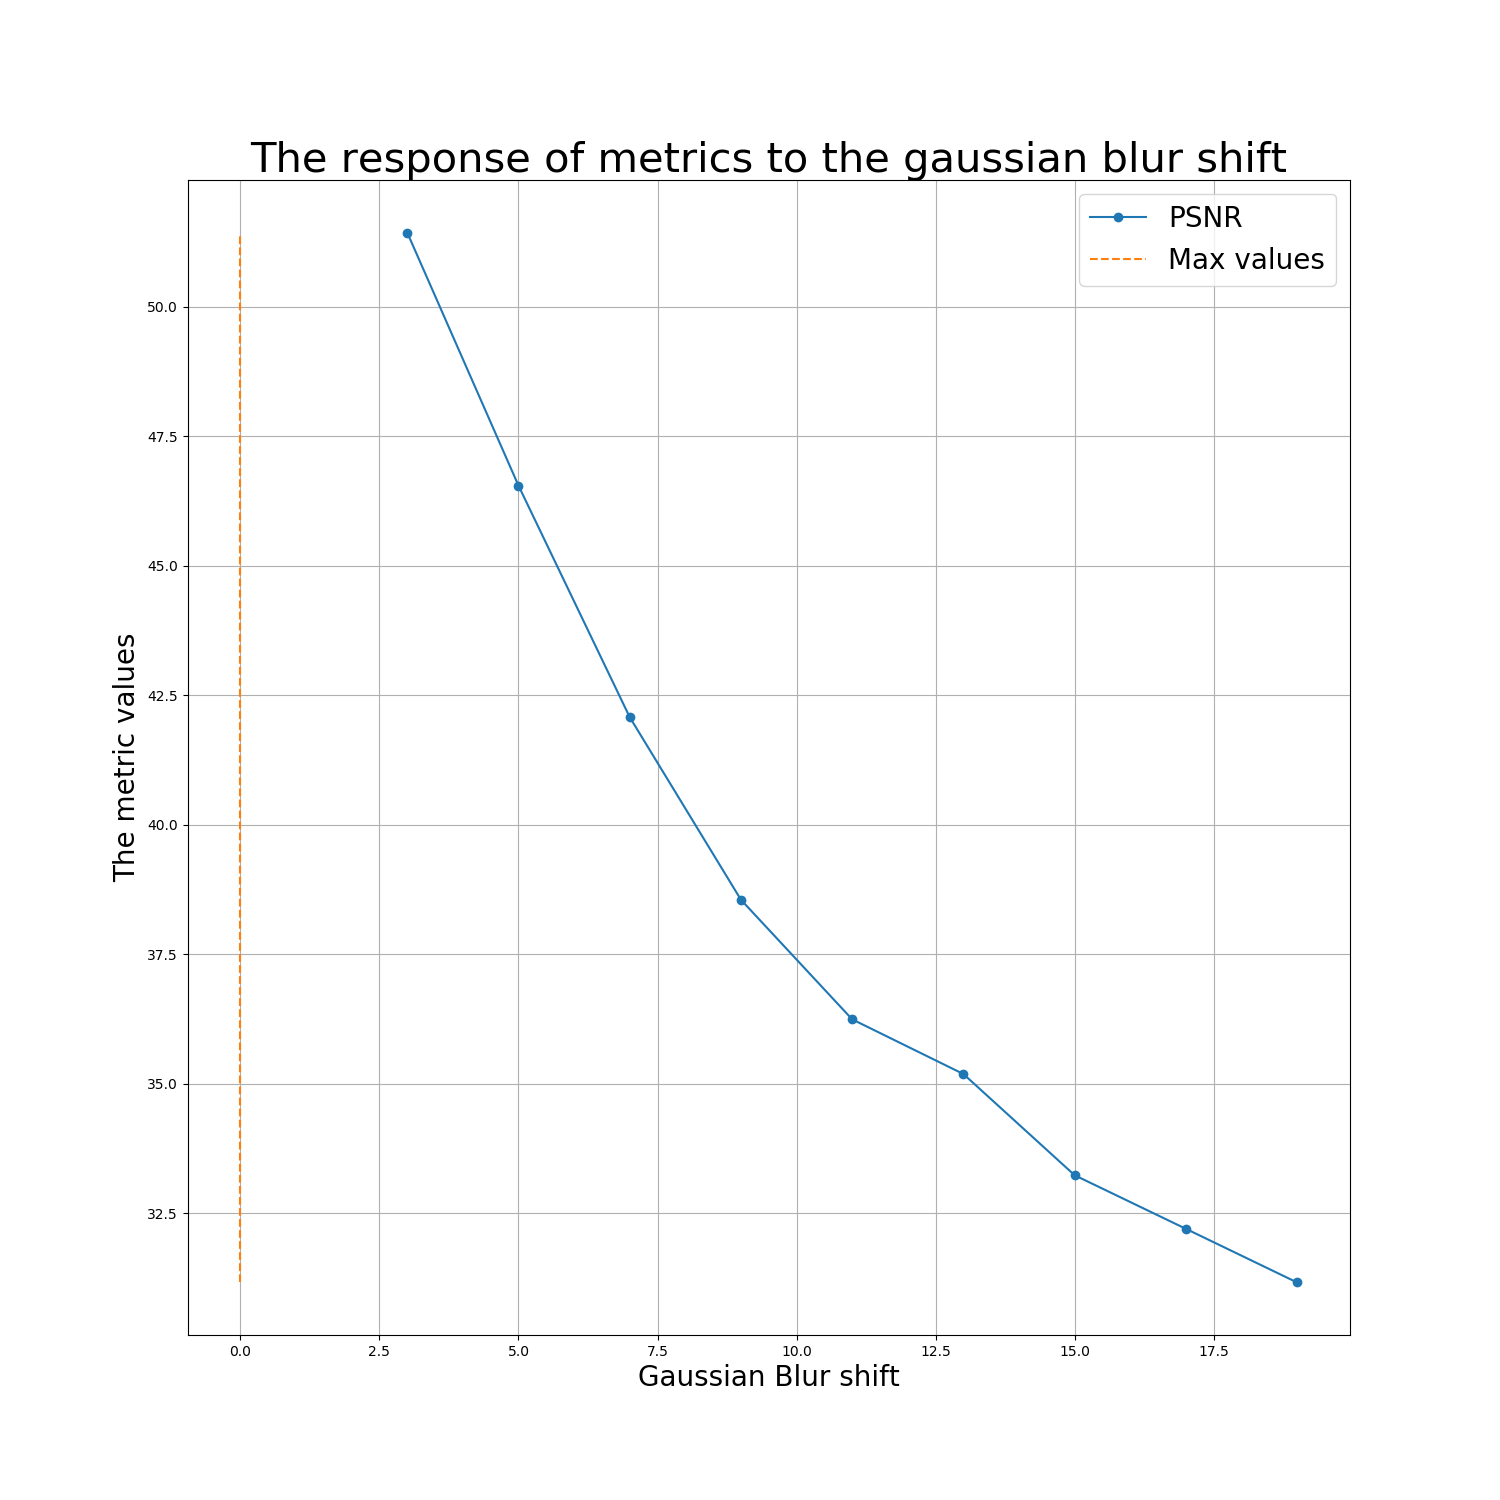 The response of metrics to the gaussian blur shift
PSNR
Max values
50.0
47.5
45.0
42.5
40.0
37.5
35.0
32.5
The metric values
0.0 2.5 5.0 7.5 10.0 12.5 15.0 17.5
Gaussian Blur shift